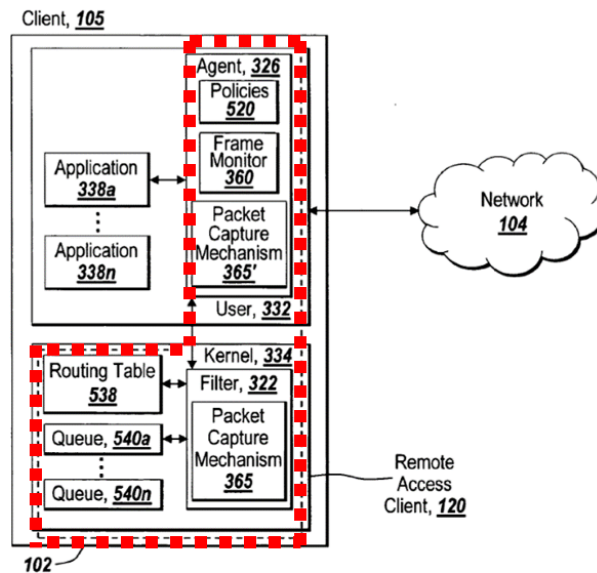 Client, 105
Agent, 326
Policies
520
Frame
Monitor
360
Application
338a
Packet
Capture
Mechanism
365'
Application
338n
User, 332
Network
104
Kernel, 334
Routing Table
538
Filter, 322
Packet
Capture
Mechanism
365
Queue, 540a
Queue, 540n
Remote
Access
Client, 120
102